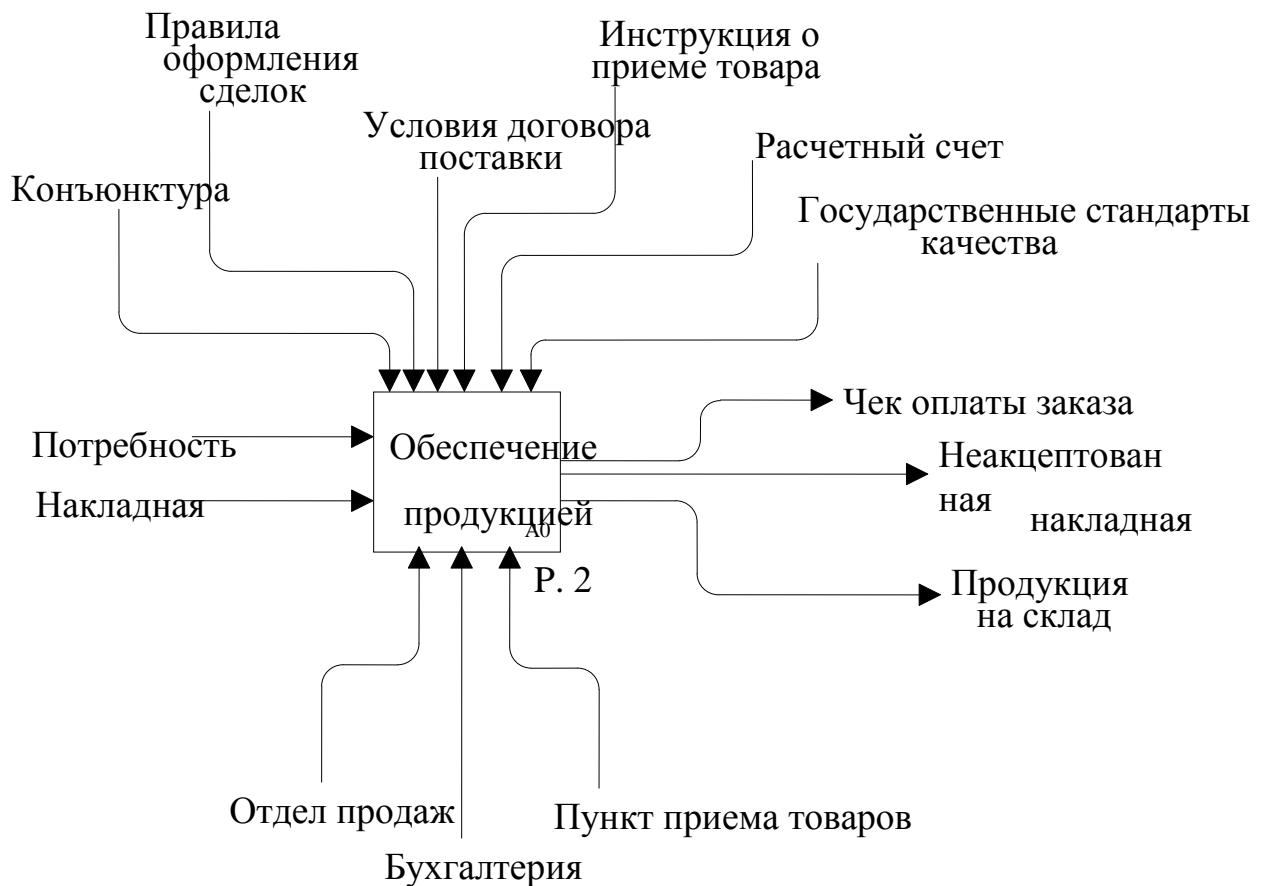 Правила
оформления
сделок
Инструкция о
приеме товара
Условия договора
поставки
Расчетный счет
Конъюнктура
Государственные стандарты
качества
Чек оплаты заказа
Потребность
Обеспечение
Неакцептован
ная
накладная
Накладная
продукцией
A0
Р. 2
Продукция
на склад
Отдел продаж
Пункт приема товаров
Бухгалтерия